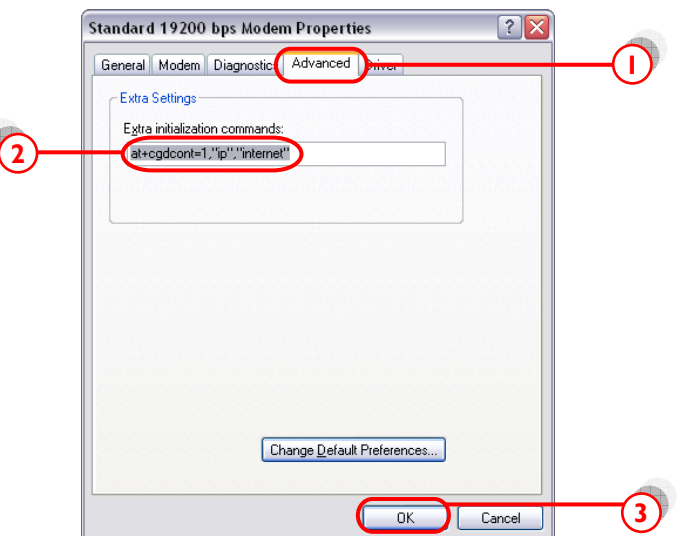 Standard 19200 bps Modem Properties
General Modem Diagnostics Advanced Driver
1
Extra Settings
Extra initialization commands:
2
at+cgdcont=1,"ip","internet"
Change Default Preferences...
OK Cancel
3